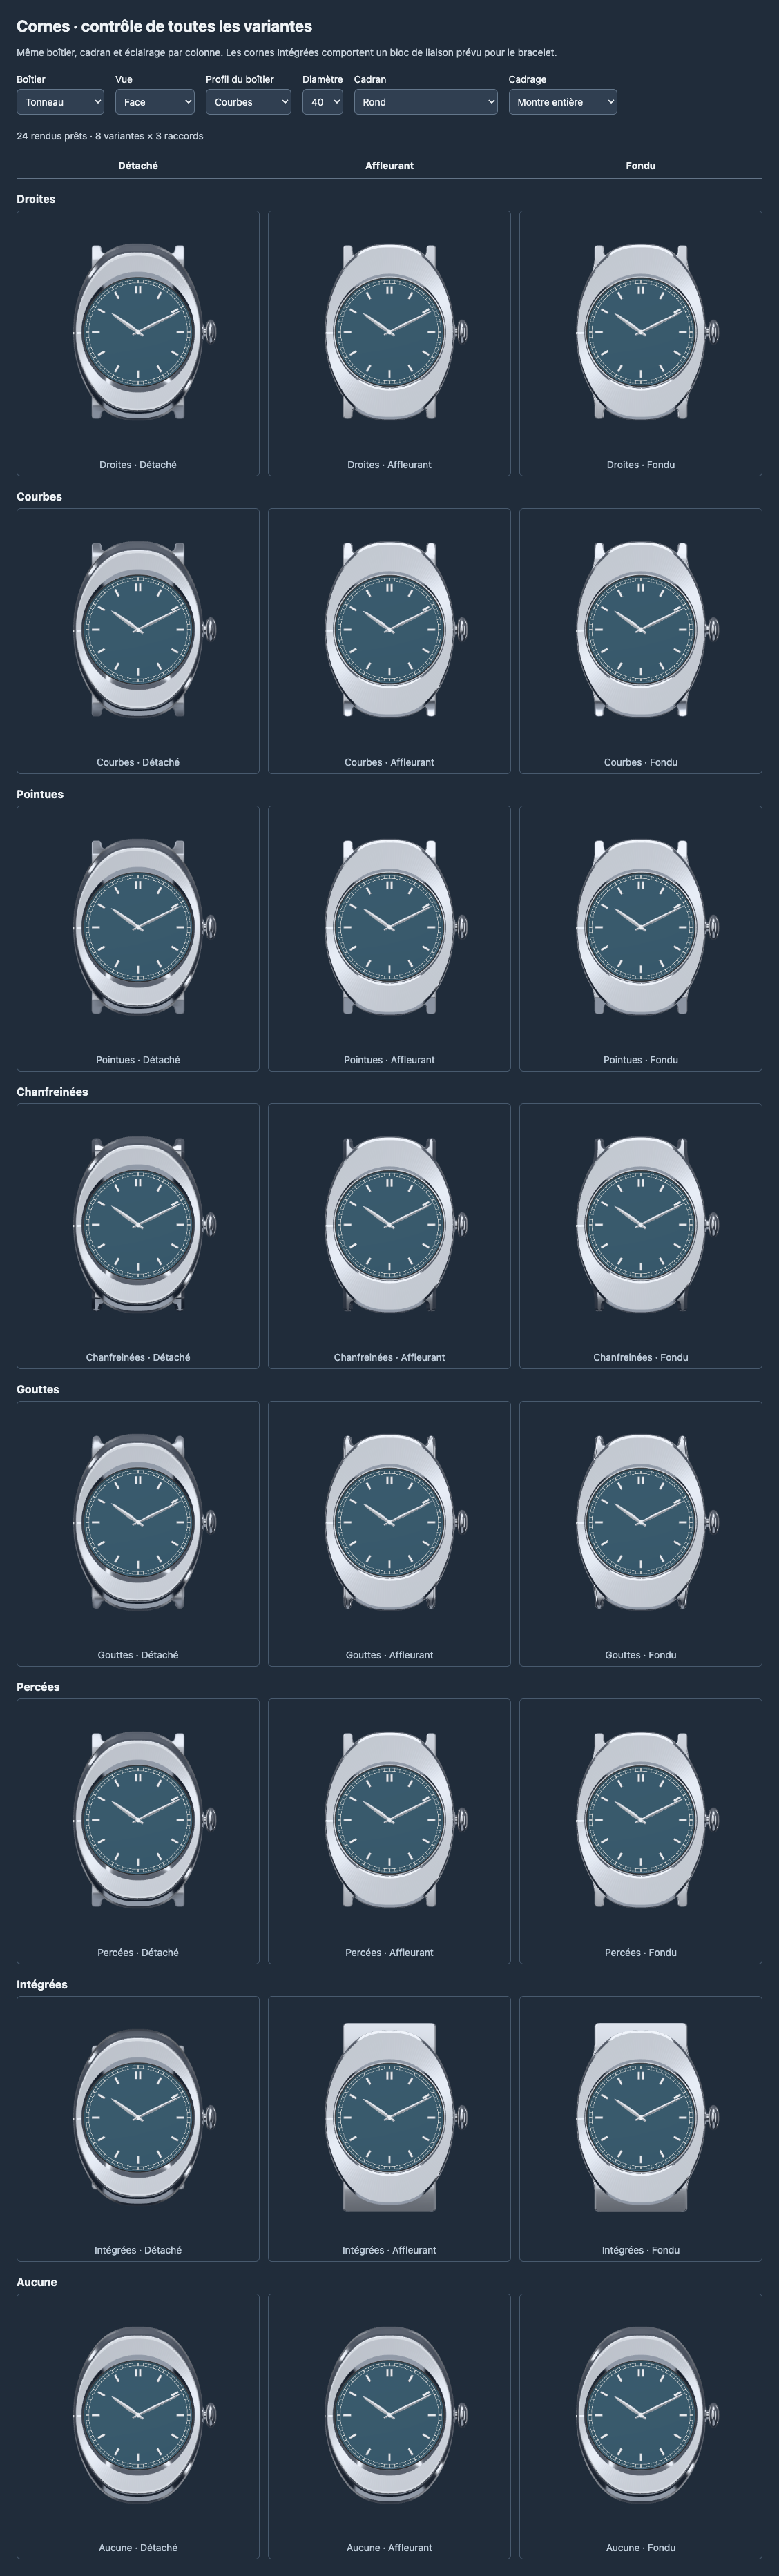 Cornes · contrôle de toutes les variantes
Même boîtier, cadran et éclairage par colonne. Les cornes Intégrées comportent un bloc de liaison prévu pour le bracelet.
Boîtier Vue Profil du boîtier Diamètre Cadran Cadrage
Tonneau Face Courbes 40 Rond Montre entière
24 rendus prêts · 8 variantes × 3 raccords
Détaché Affleurant Fondu
Droites
Droites · Détaché Droites · Affleurant Droites · Fondu
Courbes
Courbes · Détaché Courbes · Affleurant Courbes · Fondu
Pointues
Pointues · Détaché Pointues · Affleurant Pointues · Fondu
Chanfreinées
Chanfreinées · Détaché Chanfreinées · Affleurant Chanfreinées · Fondu
Gouttes
Gouttes · Détaché Gouttes · Affleurant Gouttes · Fondu
Percées
Percées · Détaché Percées · Affleurant Percées · Fondu
Intégrées
Intégrées · Détaché Intégrées · Affleurant Intégrées · Fondu
Aucune
Aucune · Détaché Aucune · Affleurant Aucune · Fondu